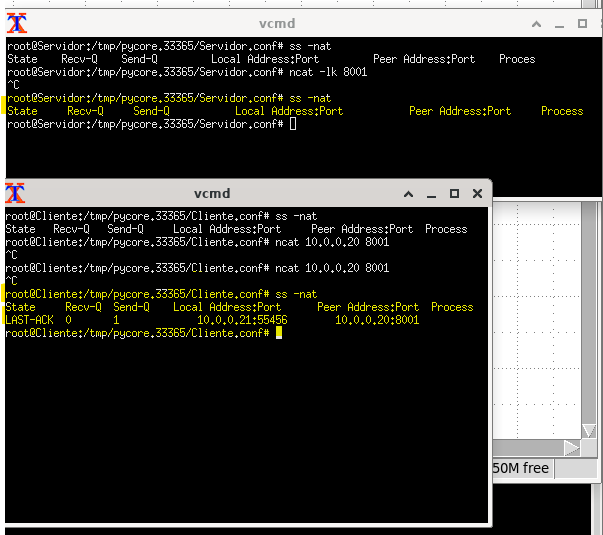 vcmd
root@Servidor:/tmp/pycore.33365/Servidor.conf# ss -nat
State Recv-Q Send-Q Local Address:Port Peer Address:Port Proces
root@Servidor:/tmp/pycore.33365/Servidor.conf# ncat -lk 8001
^C
root@Servidor:/tmp/pycore.33365/Servidor.conf# ss -nat
State Recv-Q Send-Q Local Address:Port Peer Address:Port Process
root@Servidor:/tmp/pycore.33365/Servidor.conf#
vcmd
root@Cliente:/tmp/pycore.33365/Cliente.conf# ss -nat
State Recv-Q Send-Q Local Address:Port Peer Address:Port Process
root@Cliente:/tmp/pycore.33365/Cliente.conf# ncat 10.0.0.20 8001
^C
root@Cliente:/tmp/pycore.33365/Cliente.conf# ncat 10.0.0.20 8001
^C
root@Cliente:/tmp/pycore.33365/Cliente.conf# ss -nat
State Recv-Q Send-Q Local Address:Port Peer Address:Port Process
LAST-ACK 0 1 10.0.0.21:55456 10.0.0.20:8001
root@Cliente:/tmp/pycore.33365/Cliente.conf#
50M free